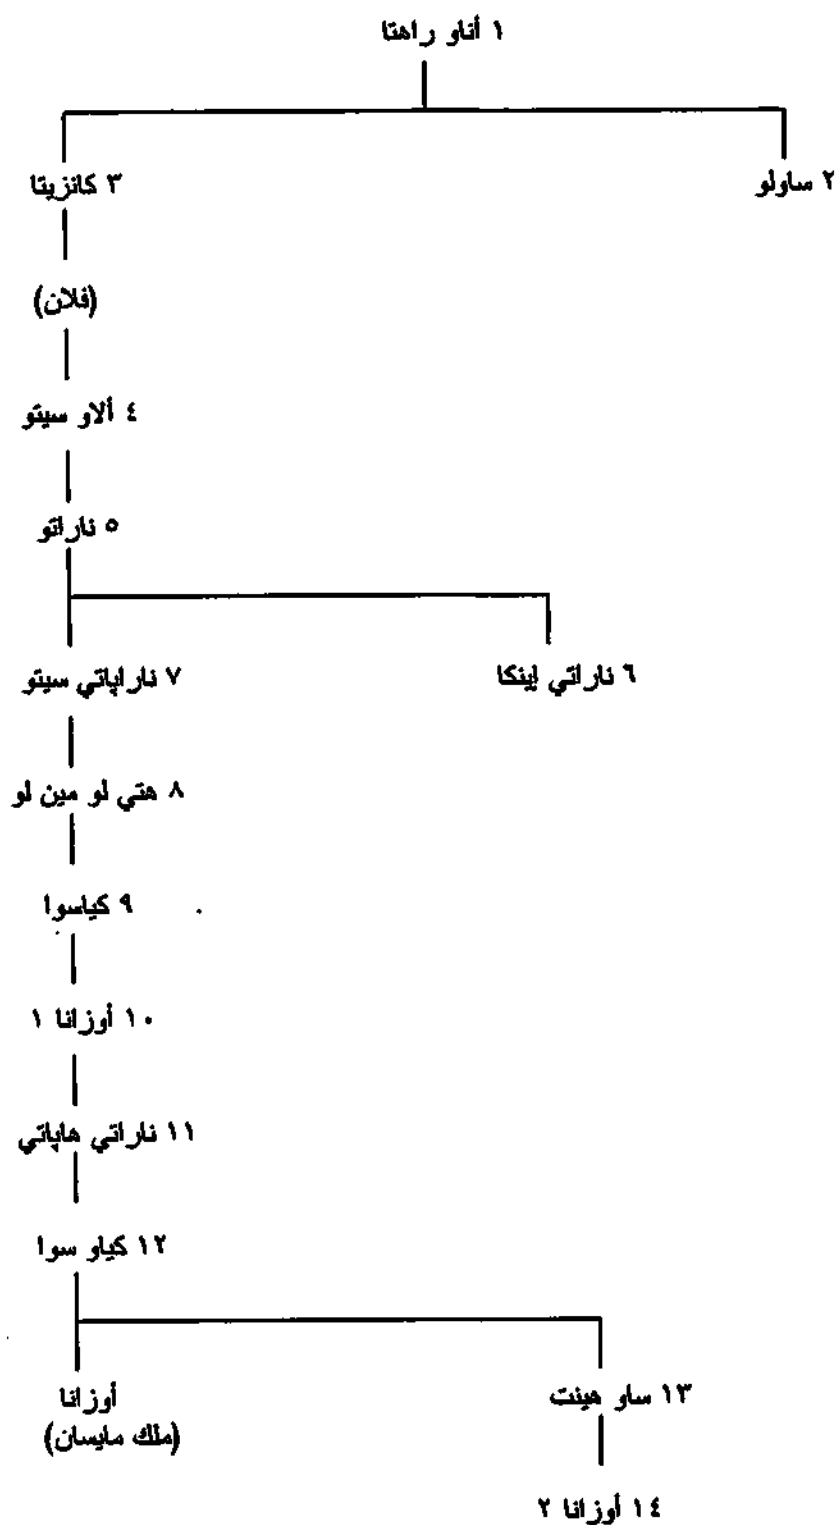 ١ أناو راهتا
٢ ساولو
٣ كانزيتا
(فلان)
٤ ألاو سيتو
٥ ناراتو
٦ ناراتي إينكا
٧ ناراپاتي سيتو
٨ هتي لو مين لو
٩ كياسوا
١٠ أوزانا ١
١١ ناراتي هاپاتي
١٢ كياو سوا
١٣ ساو هينت
أوزانا
(ملك مايسان)
١٤ أوزانا ٢